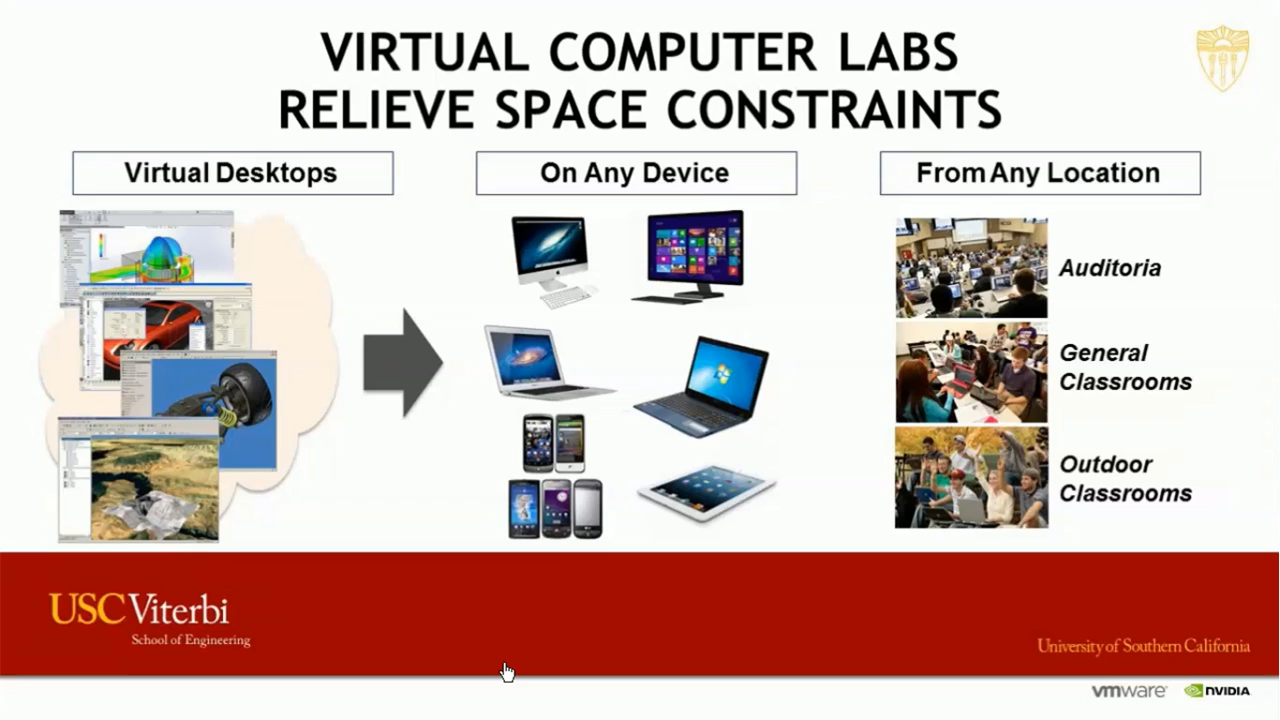 VIRTUAL COMPUTER LABS
RELIEVE SPACE CONSTRAINTS
Virtual Desktops
On Any Device
From Any Location
Auditoria
General
Classrooms
Outdoor
Classrooms
USC Viterbi
School of Engineering
University of Southern California
vmware
NVIDIA